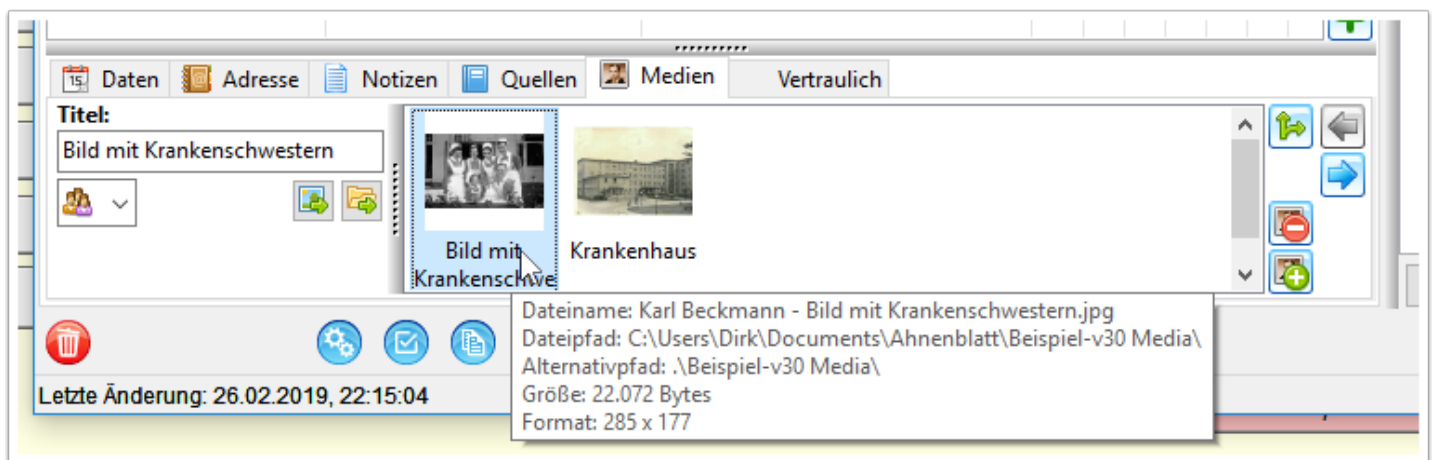 15 Daten Adresse Notizen Quellen Medien Vertraulich
Titel:
Bild mit Krankenschwestern
Bild mit
Krankenschwe
Krankenhaus
Dateiname: Karl Beckmann - Bild mit Krankenschwestern.jpg
Dateipfad: C:\Users\Dirk\Documents\Ahnenblatt\Beispiel-v30 Media\
Alternativpfad: .\Beispiel-v30 Media\
Größe: 22.072 Bytes
Format: 285 x 177
Letzte Änderung: 26.02.2019, 22:15:04